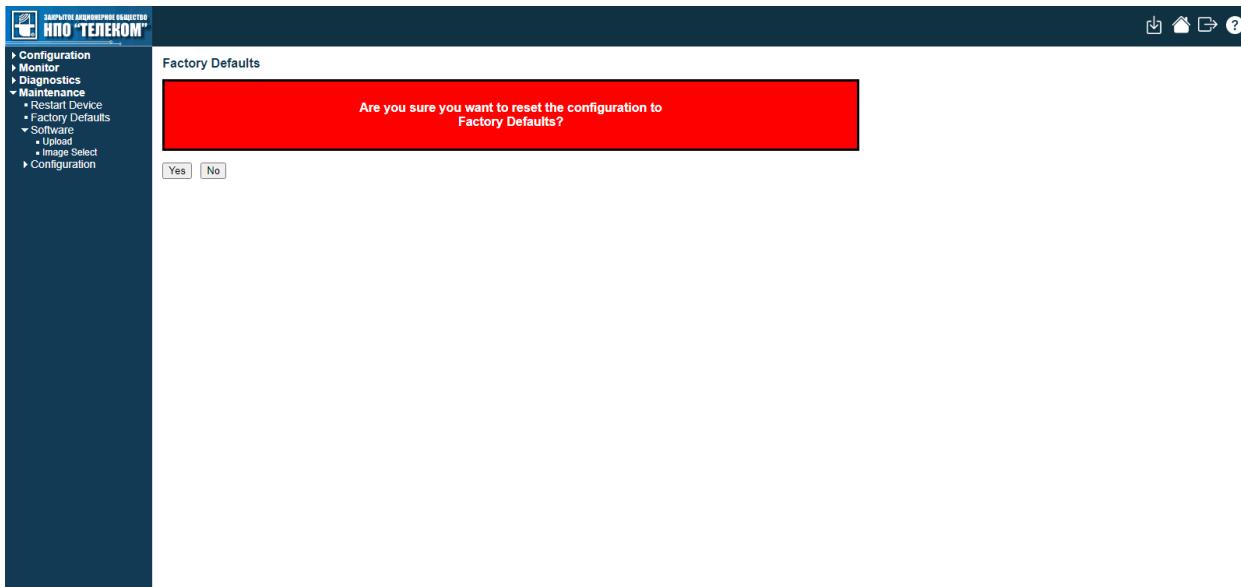 ЗАКРЫТОЕ АКЦИОНЕРНОЕ ОБЩЕСТВО
НПО "ТЕЛЕКОМ"
Configuration
Monitor
Diagnostics
Maintenance
Restart Device
Factory Defaults
Software
Upload
Image Select
Configuration
Factory Defaults
Are you sure you want to reset the configuration to
Factory Defaults?
Yes No
?